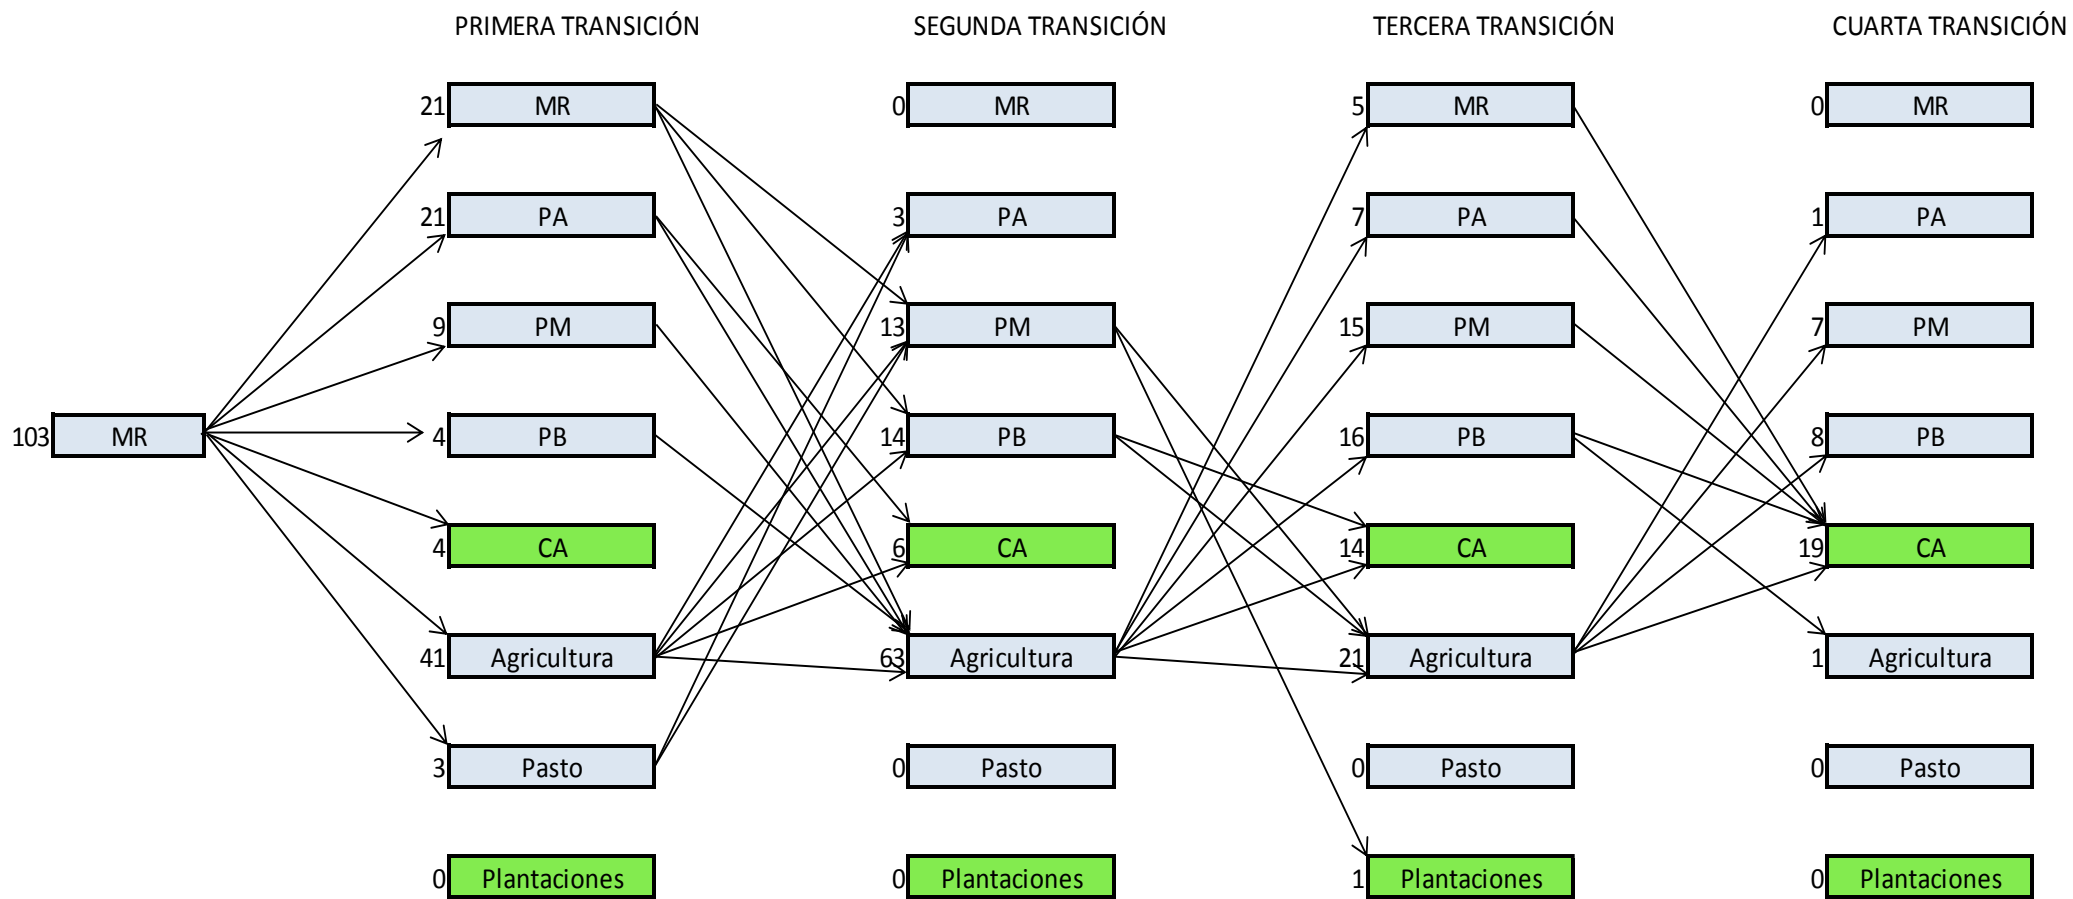 PRIMERA TRANSICIÓN SEGUNDA TRANSICIÓN TERCERA TRANSICIÓN CUARTA TRANSICIÓN
21 MR 0 MR 5 MR 0 MR
21 PA 3 PA 7 PA 1 PA
9 PM 13 PM 15 PM 7 PM
103 MR 4 PB 14 PB 16 PB 8 PB
4 CA 6 CA 14 CA 19 CA
41 Agricultura 63 Agricultura 21 Agricultura 1 Agricultura
3 Pasto 0 Pasto 0 Pasto 0 Pasto
0 Plantaciones 0 Plantaciones 1 Plantaciones 0 Plantaciones